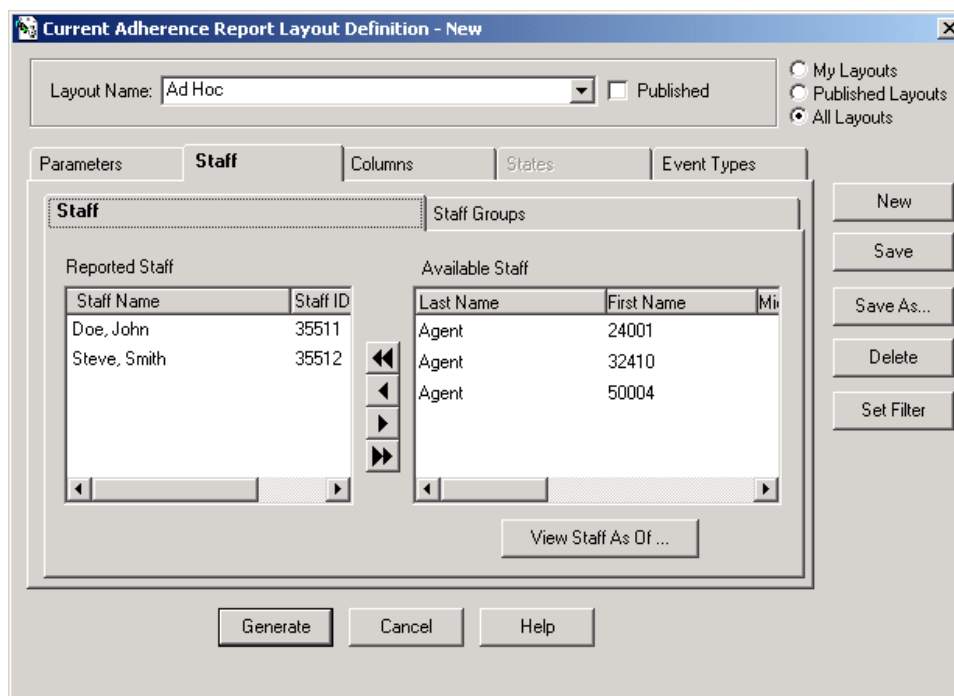 Current Adherence Report Layout Definition - New
Layout Name: Ad Hoc Published
My Layouts
Published Layouts
All Layouts
Parameters Staff Columns States Event Types
Staff Staff Groups
Reported Staff Available Staff
Staff Name Staff ID Last Name First Name Mi
Doe, John 35511 Agent 24001
Steve, Smith 35512 Agent 32410
Agent 50004
View Staff As Of ...
New
Save
Save As...
Delete
Set Filter
Generate Cancel Help